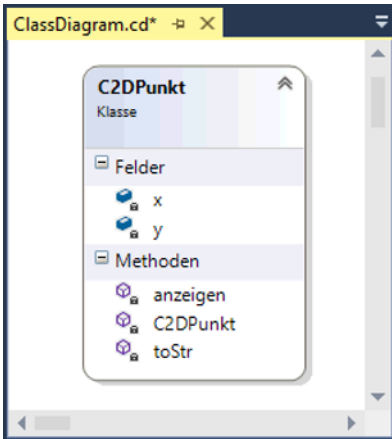 ClassDiagram.cd*
C2DPunkt
Klasse
Felder
x
y
Methoden
anzeigen
C2DPunkt
toStr